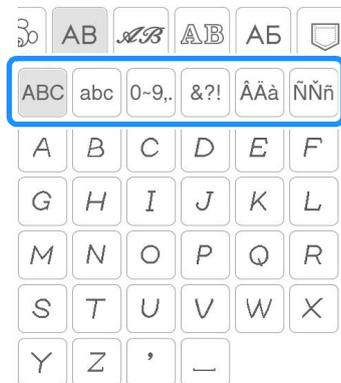 AB AB AB АБ
ABC abc 0~9,. &?! ÂÄà ÑŇñ
A B C D E F
G H I J K L
M N O P Q R
S T U V W X
Y Z ’ _